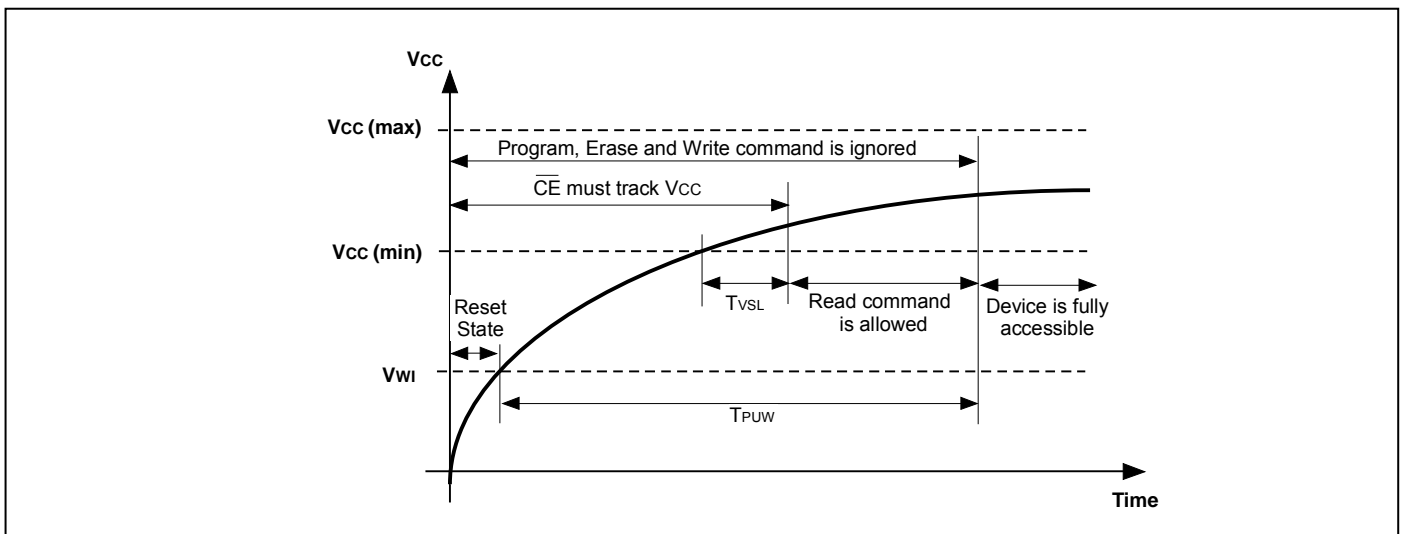 Vcc
Vcc (max)
Program, Erase and Write command is ignored
CE must track Vcc
Vcc (min)
TVSL
Read command
is allowed
Device is fully
accessible
Reset
State
VWI
TPUW
Time